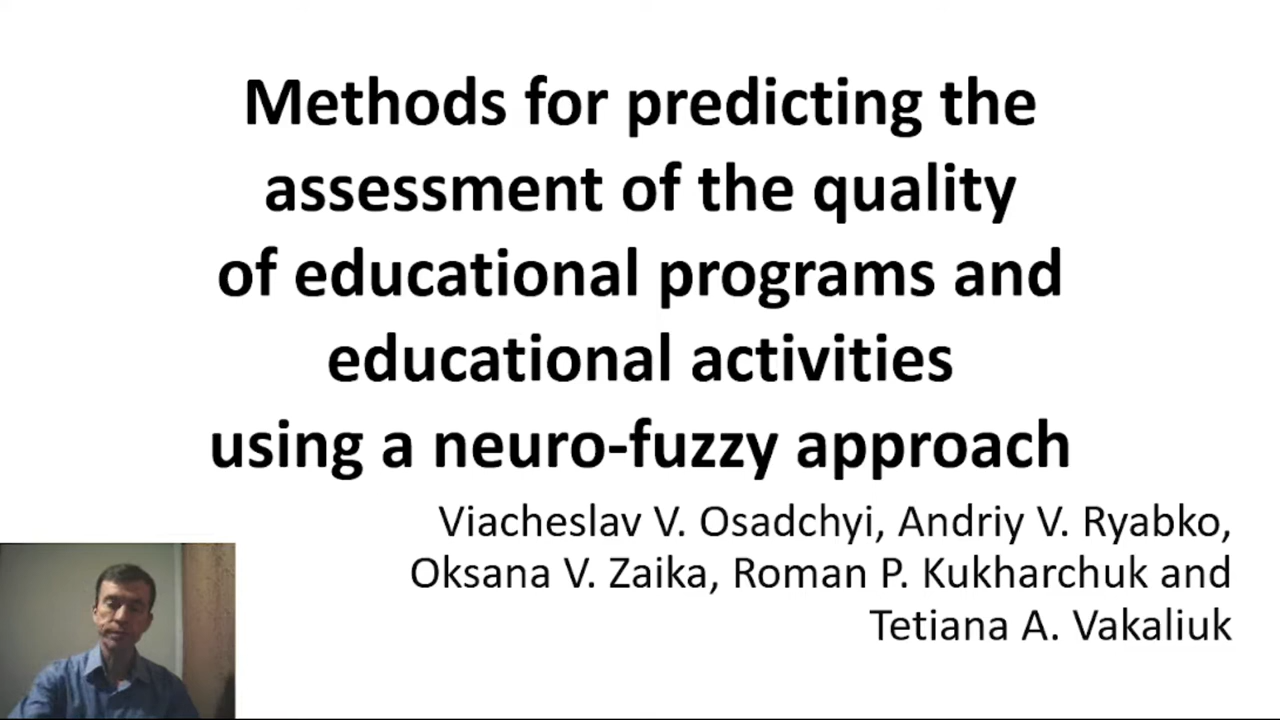 Methods for predicting the
assessment of the quality
of educational programs and
educational activities
using a neuro-fuzzy approach
Viacheslav V. Osadchyi, Andriy V. Ryabko,
Oksana V. Zaika, Roman P. Kukharchuk and
Tetiana A. Vakaliuk